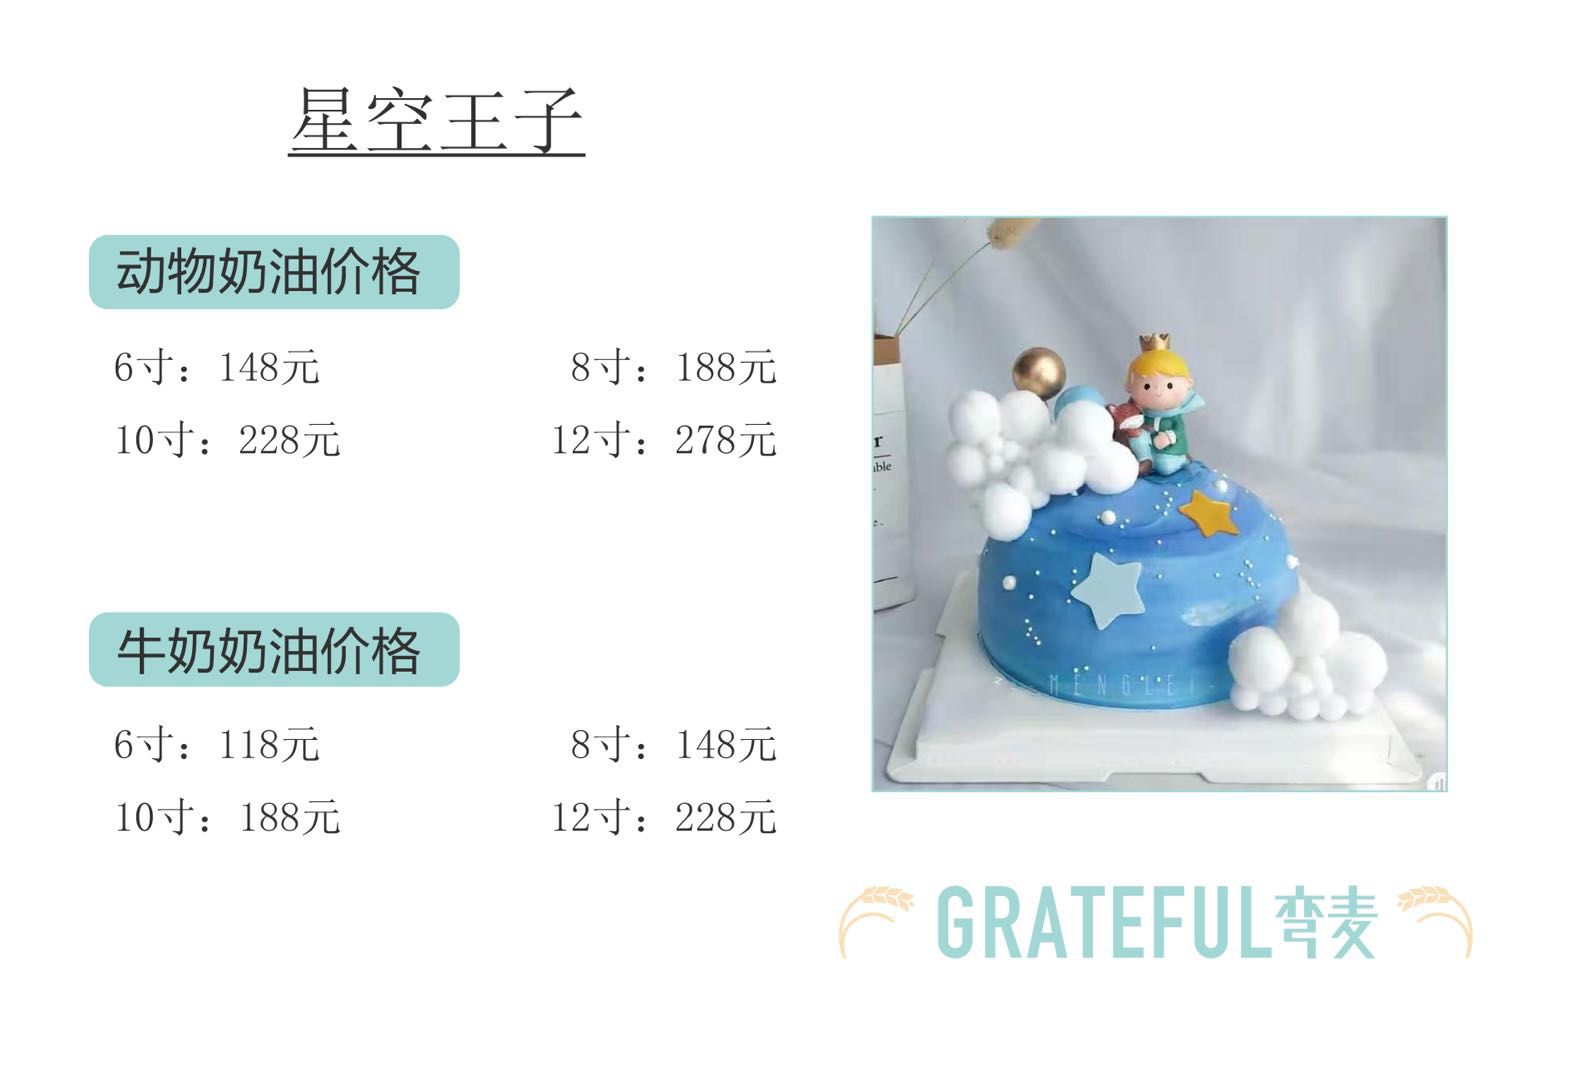 星空王子
动物奶油价格
6寸：148元 8寸：188元
10寸：228元 12寸：278元
牛奶奶油价格
6寸：118元 8寸：148元
10寸：188元 12寸：228元
r
able
e.
MENGLEI
GRATEFUL弯麦